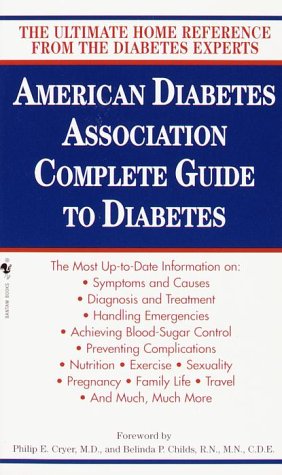 THE ULTIMATE HOME REFERENCE
FROM THE DIABETES EXPERTS
AMERICAN DIABETES
ASSOCIATION
COMPLETE GUIDE
TO DIABETES
BANTAM BOOKS
The Most Up-to-Date Information on:
• Symptoms and Causes
• Diagnosis and Treatment
• Handling Emergencies
• Achieving Blood-Sugar Control
• Preventing Complications
• Nutrition • Exercise • Sexuality
• Pregnancy • Family Life • Travel
• And Much, Much More
Foreword by
Philip E. Cryer, M.D., and Belinda P. Childs, R.N., M.N., C.D.E.